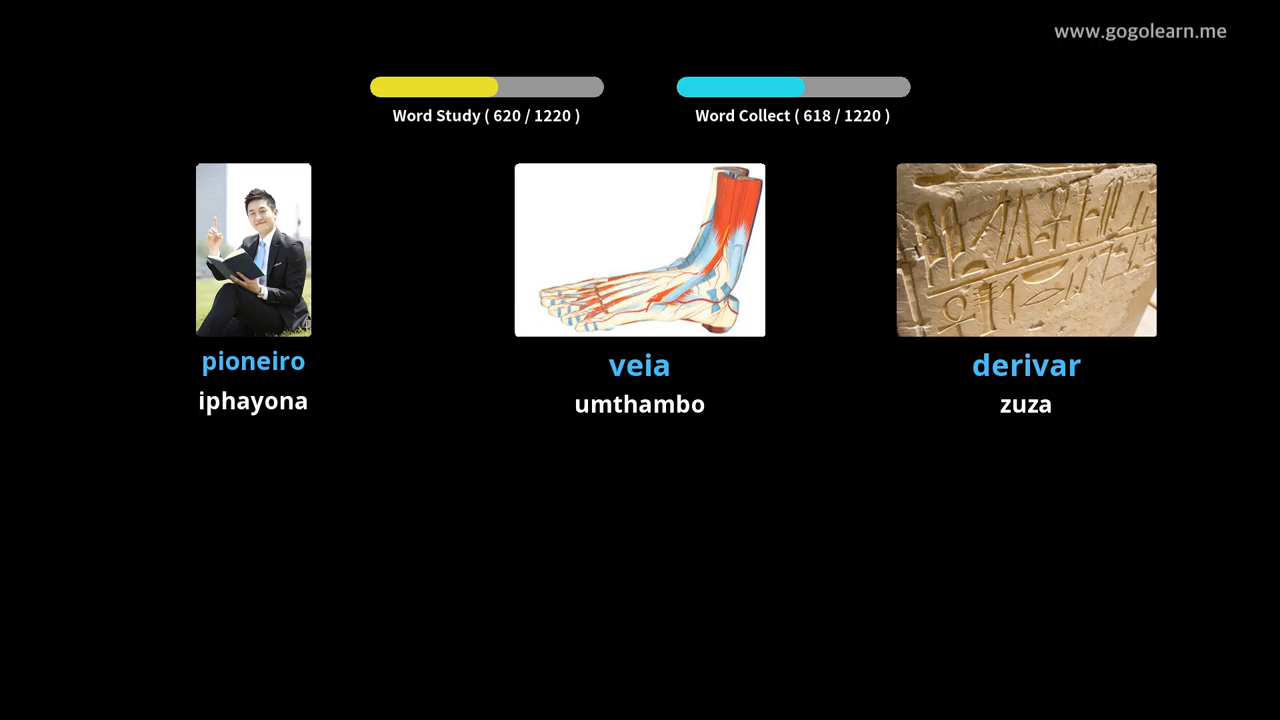 www.gogolearn.me
Word Study ( 620 / 1220 )
Word Collect ( 618 / 1220 )
pioneiro
veia
derivar
iphayona
umthambo
zuza